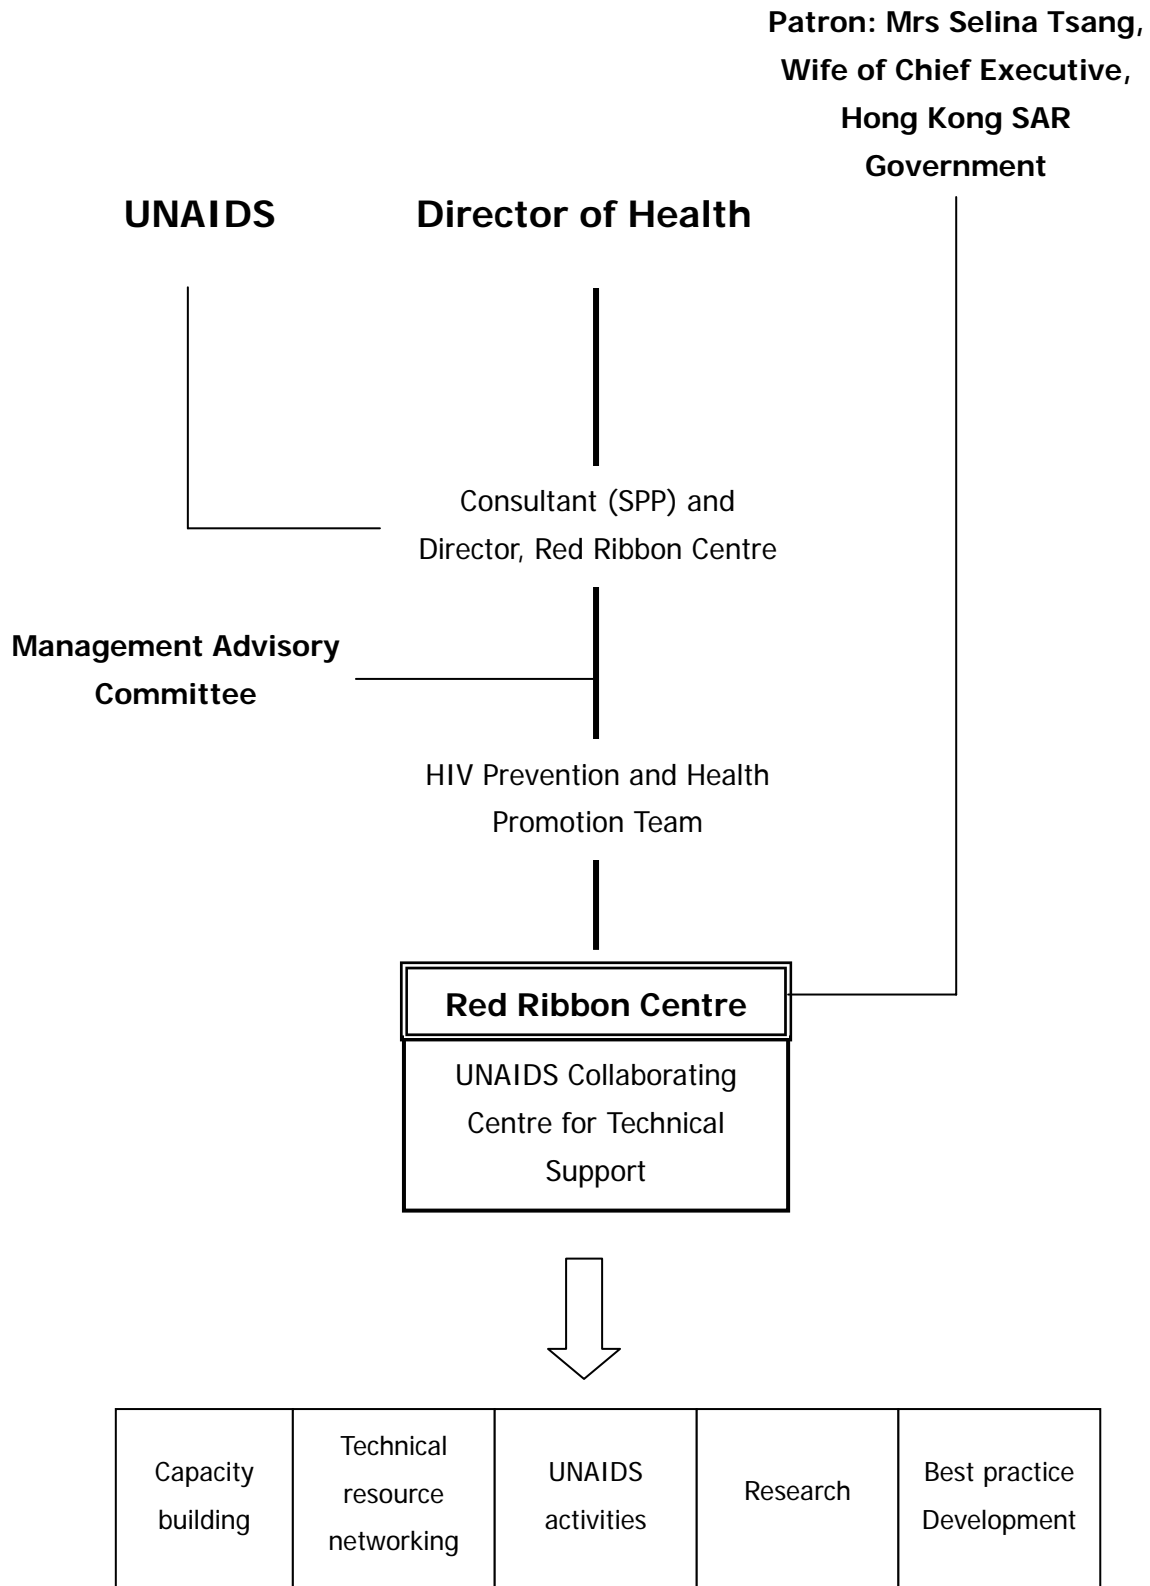 Patron: Mrs Selina Tsang,
Wife of Chief Executive,
Hong Kong SAR
Government
UNAIDS
Director of Health
Consultant (SPP) and
Director, Red Ribbon Centre
Management Advisory
Committee
HIV Prevention and Health
Promotion Team
Red Ribbon Centre
UNAIDS Collaborating
Centre for Technical
Support
Capacity
building
Technical
resource
networking
UNAIDS
activities
Research
Best practice
Development